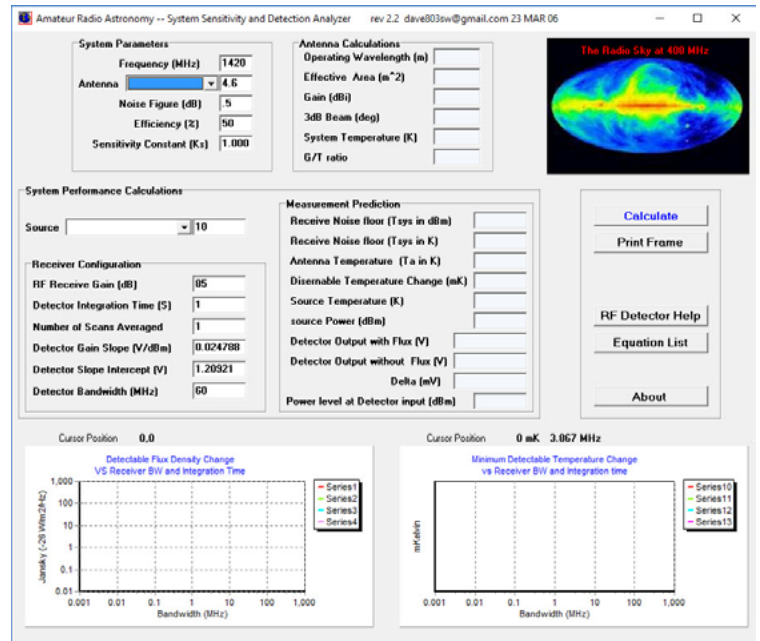 Amateur Radio Astronomy -- System Sensitivity and Detection Analyzer rev 2.2 dave803sw@gmail.com 23 MAR 06
System Parameters
Frequency (MHz) 1420
Antenna 4.6
Noise Figure (dB) .5
Efficiency (%) 50
Sensitivity Constant (Ks) 1.000
Antenna Calculations
Operating Wavelength (m)
Effective Area (m^2)
Gain (dBi)
3dB Beam (deg)
System Temperature (K)
G/T ratio
The Radio Sky at 408 MHz
System Performance Calculations
Source 10
Receiver Configuration
RF Receive Gain (dB) 85
Detector Integration Time (S) 1
Number of Scans Averaged 1
Detector Gain Slope (V/dBm) 0.024788
Detector Slope Intercept (V) 1.20921
Detector Bandwidth (MHz) 60
Measurement Prediction
Receive Noise floor (Tsys in dBm)
Receive Noise floor (Tsys in K)
Antenna Temperature (Ta in K)
Disernable Temperature Change (mK)
Source Temperature (K)
source Power (dBm)
Detector Output with Flux (V)
Detector Output without Flux (V)
Delta (mV)
Power level at Detector input (dBm)
Calculate
Print Frame
RF Detector Help
Equation List
About
Cursor Position 0,0
Detectable Flux Density Change
VS Receiver BW and Integration Time
Jansky (-26 W/m2/Hz)
1,000
100
10
1
0.1
0.01
0.001 0.01 0.1 1 10 100 1,000
Bandwidth (MHz)
Series1
Series2
Series3
Series4
Cursor Position 0 mK 3.067 MHz
Minimum Detectable Temperature Change
vs Receiver BW and Integration time
mKelvin
0.001 0.01 0.1 1 10 100 1,000
Bandwidth (MHz)
Series10
Series11
Series12
Series13